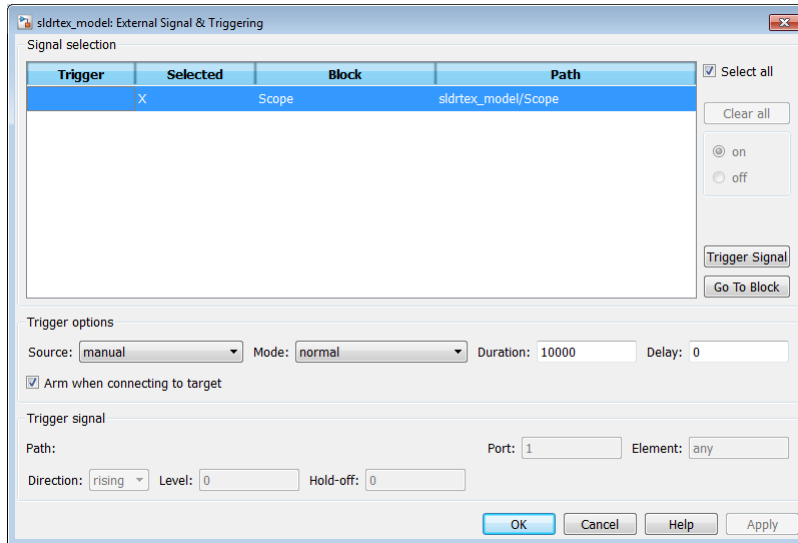 sldrtex_model: External Signal & Triggering
Signal selection
Trigger Selected Block Path
X Scope sldrtex_model/Scope
Select all
Clear all
on
off
Trigger Signal
Go To Block
Trigger options
Source: manual Mode: normal Duration: 10000 Delay: 0
Arm when connecting to target
Trigger signal
Path: Port: 1 Element: any
Direction: rising Level: 0 Hold-off: 0
OK Cancel Help Apply